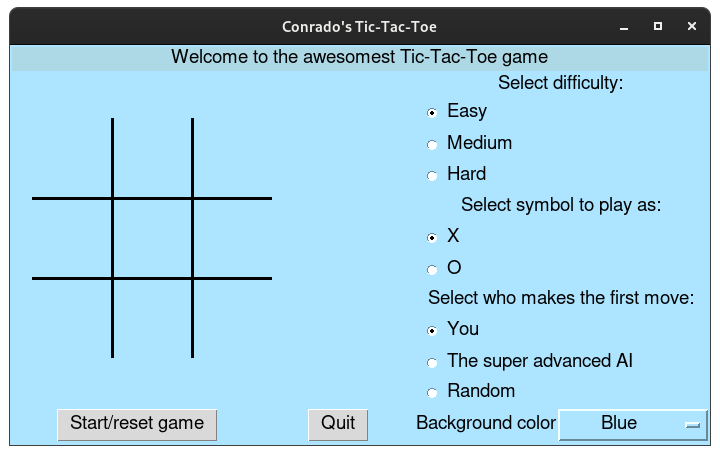 Conrado's Tic-Tac-Toe
Welcome to the awesomest Tic-Tac-Toe game
Select difficulty:
Easy
Medium
Hard
Select symbol to play as:
X
O
Select who makes the first move:
You
The super advanced AI
Random
Start/reset game
Quit
Background color
Blue